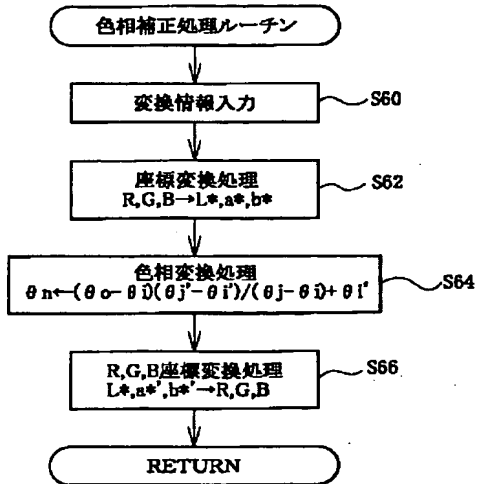 色相補正処理ルーチン
変換情報入力
S60
座標変換処理
R,G,B→L*,a*,b*
S62
色相変換処理
θn←(θo−θi)(θj'−θi')/(θj−θi)+θi'
S64
R,G,B座標変換処理
L*,a*',b*'→R,G,B
S66
RETURN